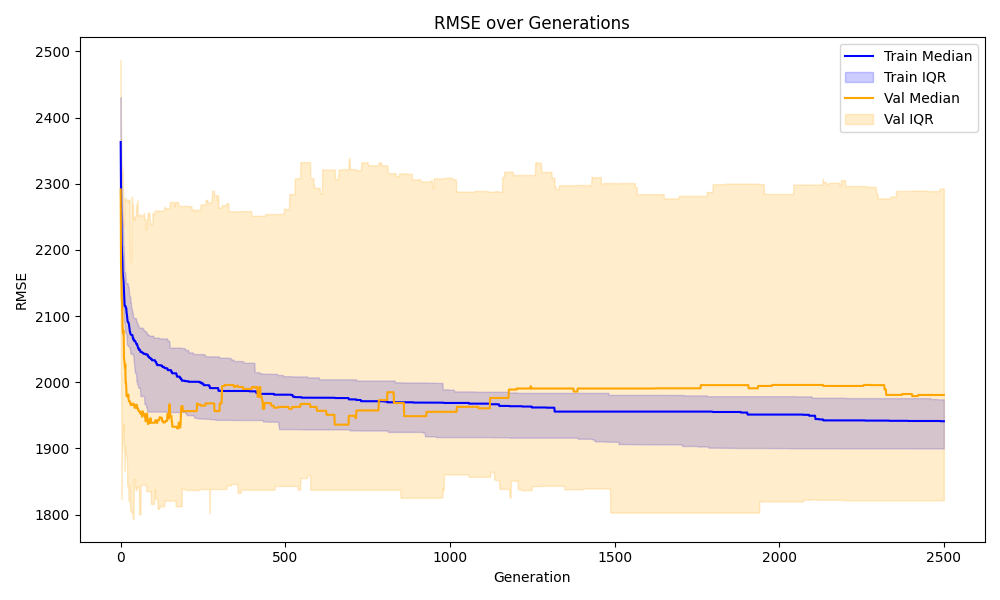 RMSE over Generations
RMSE
2500
2400
2300
2200
2100
2000
1900
1800
0
500
1000
1500
2000
2500
Generation
Train Median
Train IQR
Val Median
Val IQR